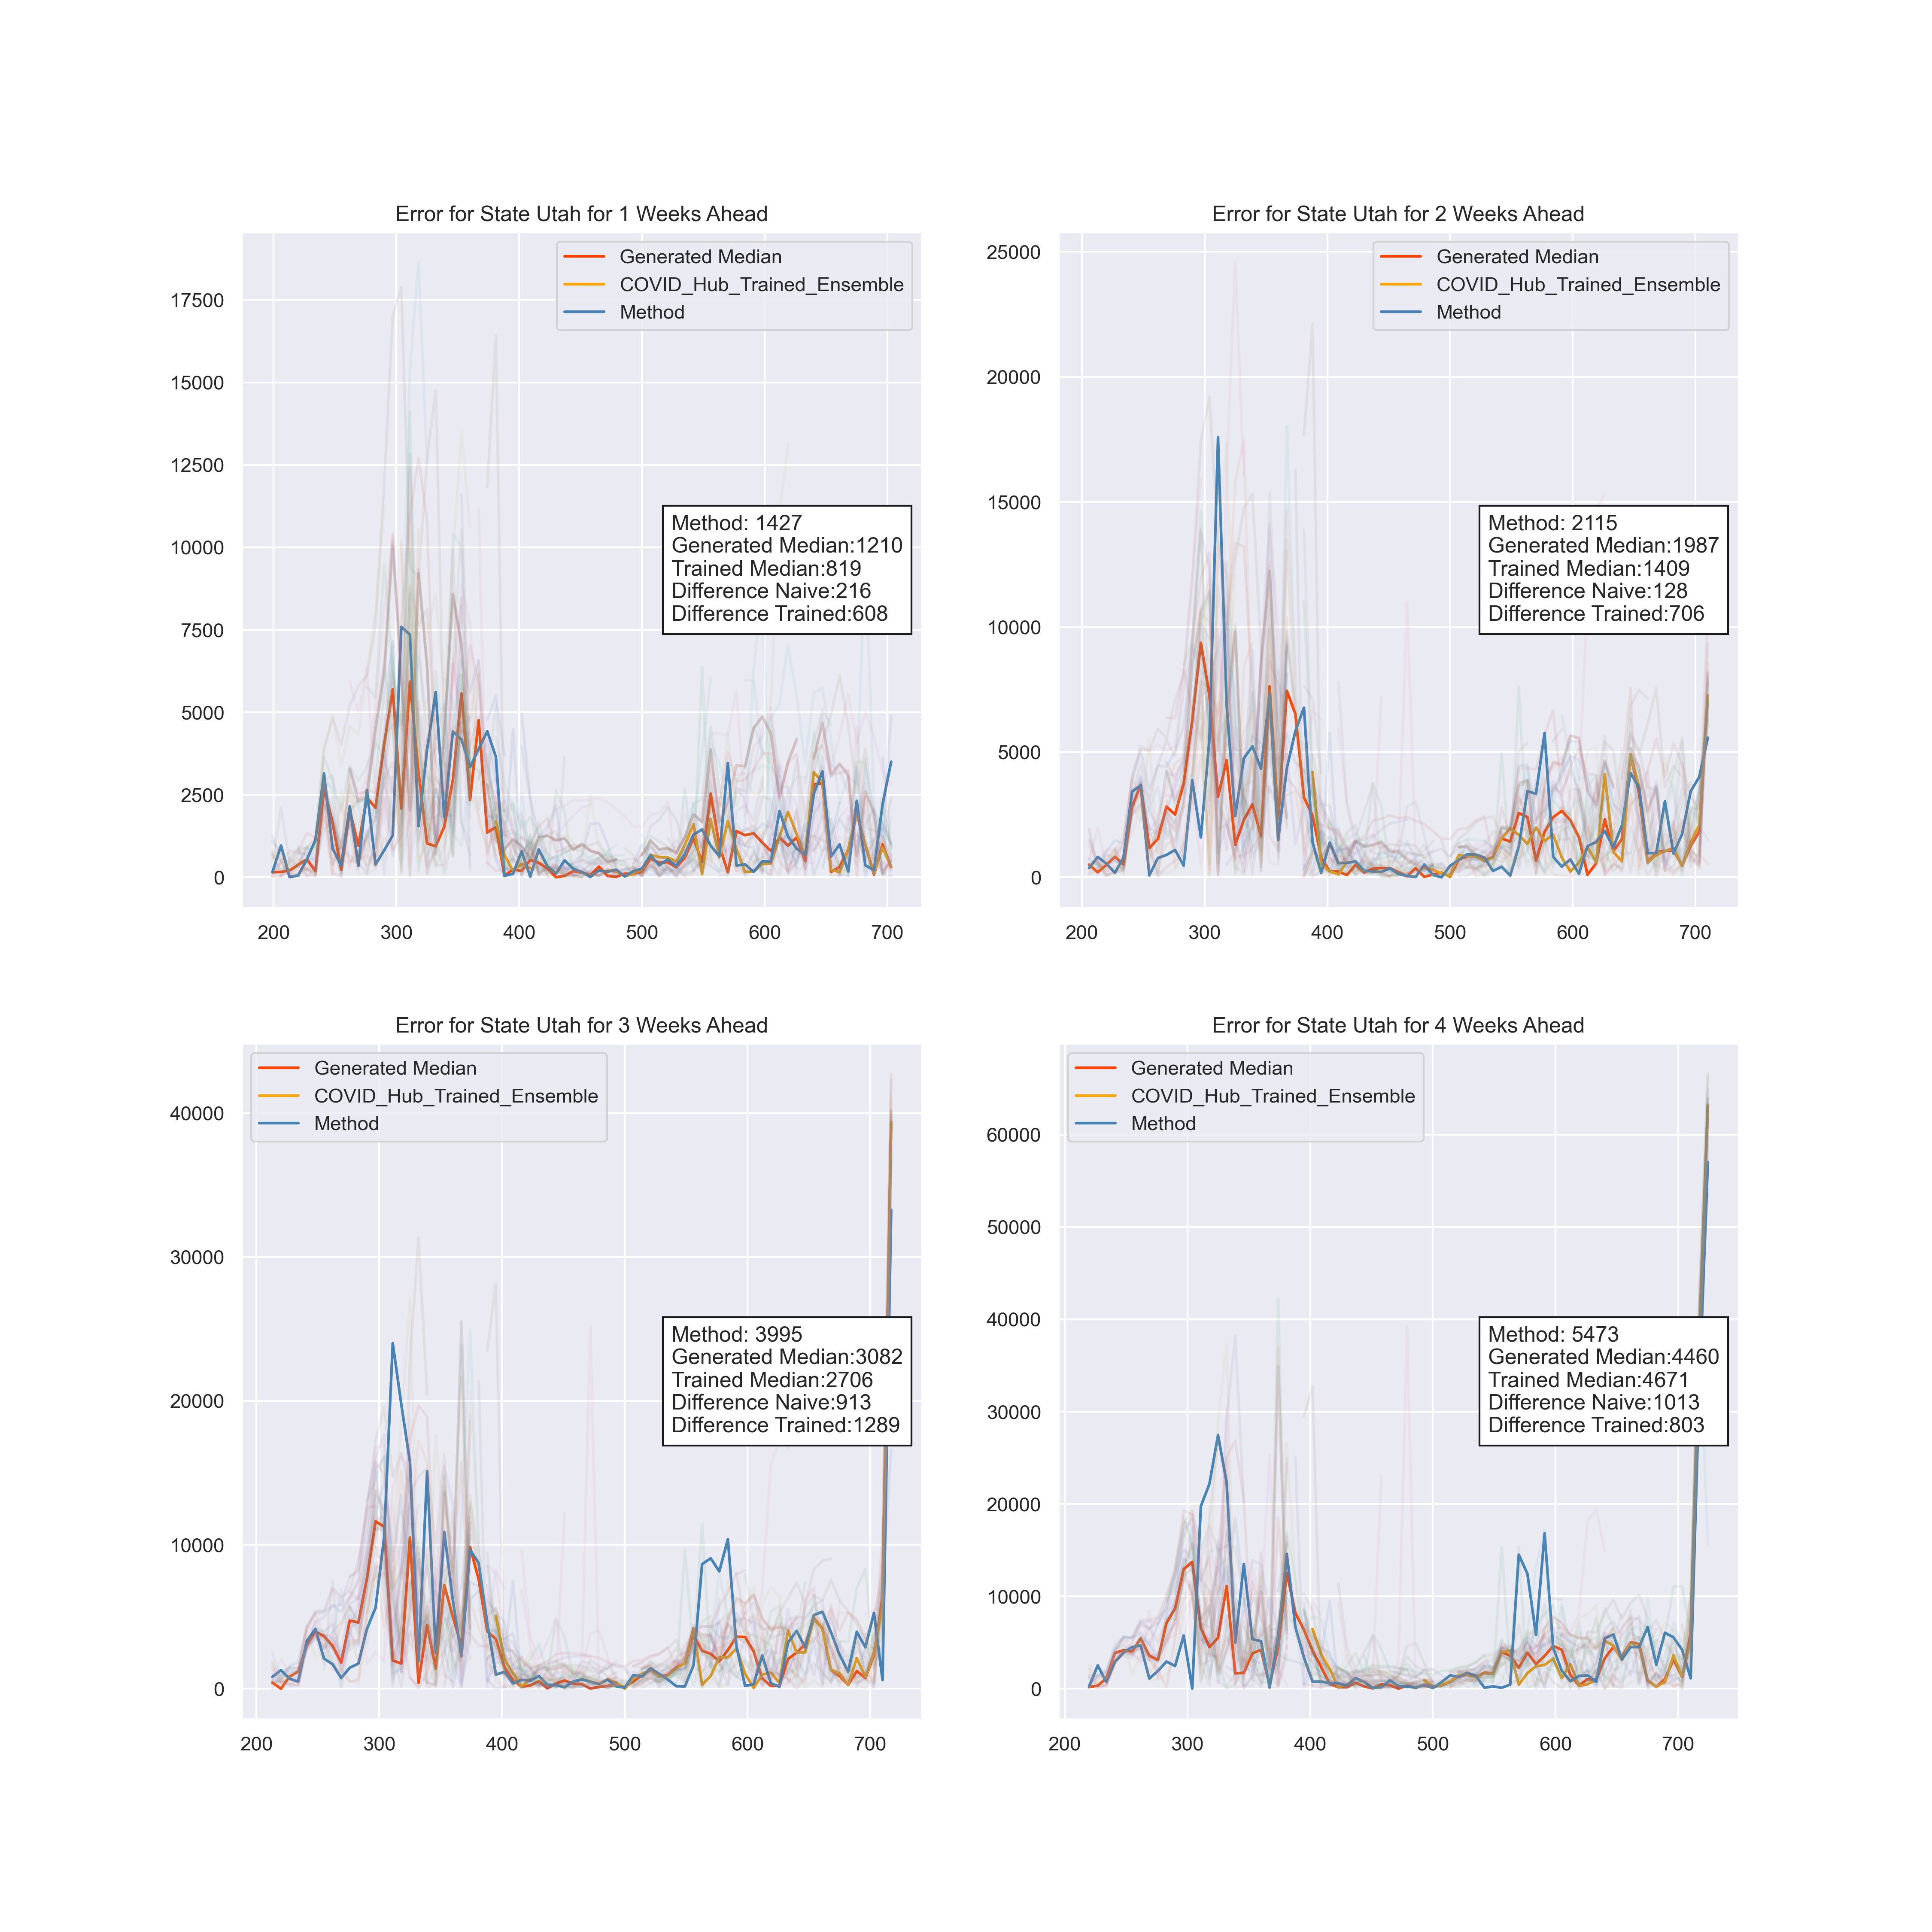 Error for State Utah for 1 Weeks Ahead
Generated Median
COVID_Hub_Trained_Ensemble
Method
17500
15000
12500
10000
7500
5000
2500
0
Method: 1427
Generated Median:1210
Trained Median:819
Difference Naive:216
Difference Trained:608
200 300 400 500 600 700
Error for State Utah for 2 Weeks Ahead
Generated Median
COVID_Hub_Trained_Ensemble
Method
25000
20000
15000
10000
5000
0
Method: 2115
Generated Median:1987
Trained Median:1409
Difference Naive:128
Difference Trained:706
200 300 400 500 600 700
Error for State Utah for 3 Weeks Ahead
Generated Median
COVID_Hub_Trained_Ensemble
Method
40000
30000
20000
10000
0
Method: 3995
Generated Median:3082
Trained Median:2706
Difference Naive:913
Difference Trained:1289
200 300 400 500 600 700
Error for State Utah for 4 Weeks Ahead
Generated Median
COVID_Hub_Trained_Ensemble
Method
60000
50000
40000
30000
20000
10000
0
Method: 5473
Generated Median:4460
Trained Median:4671
Difference Naive:1013
Difference Trained:803
200 300 400 500 600 700